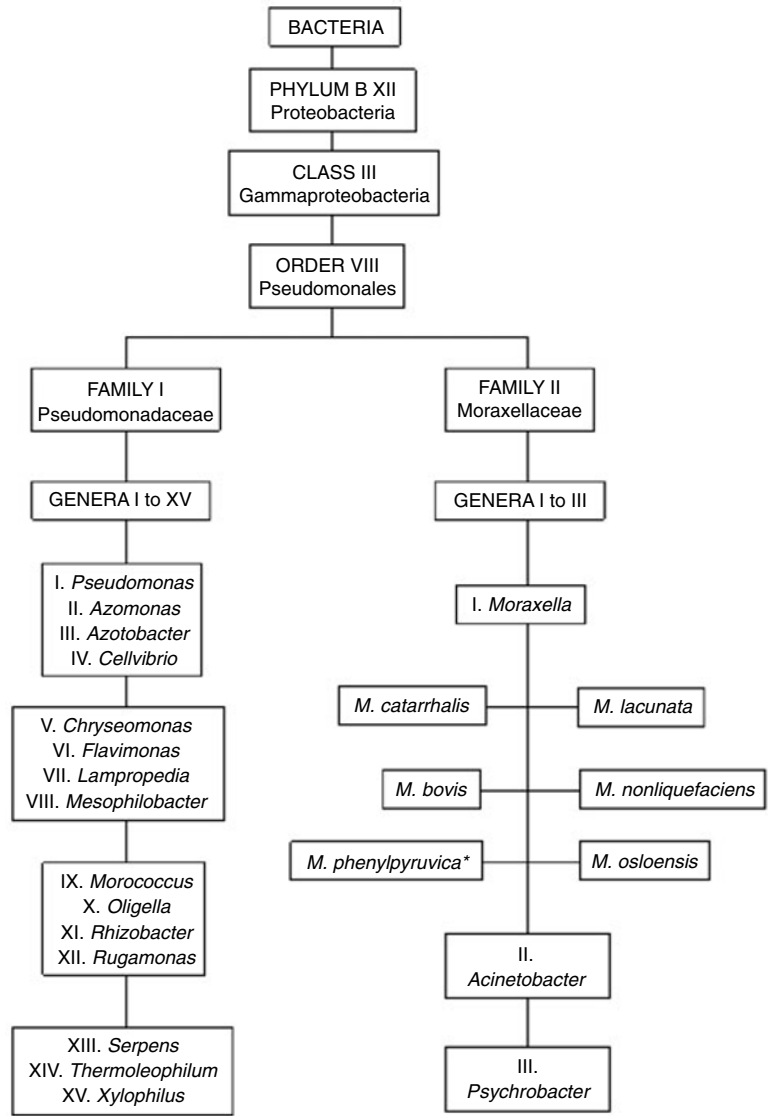 BACTERIA
PHYLUM B XII
Proteobacteria
CLASS III
Gammaproteobacteria
ORDER VIII
Pseudomonales
FAMILY I
Pseudomonadaceae
GENERA I to XV
I. Pseudomonas
II. Azomonas
III. Azotobacter
IV. Cellvibrio
V. Chryseomonas
VI. Flavimonas
VII. Lampropedia
VIII. Mesophilobacter
IX. Morococcus
X. Oligella
XI. Rhizobacter
XII. Rugamonas
XIII. Serpens
XIV. Thermoleophilum
XV. Xylophilus
FAMILY II
Moraxellaceae
GENERA I to III
I. Moraxella
M. catarrhalis
M. lacunata
M. bovis
M. nonliquefaciens
M. phenylpyruvica*
M. osloensis
II.
Acinetobacter
III.
Psychrobacter